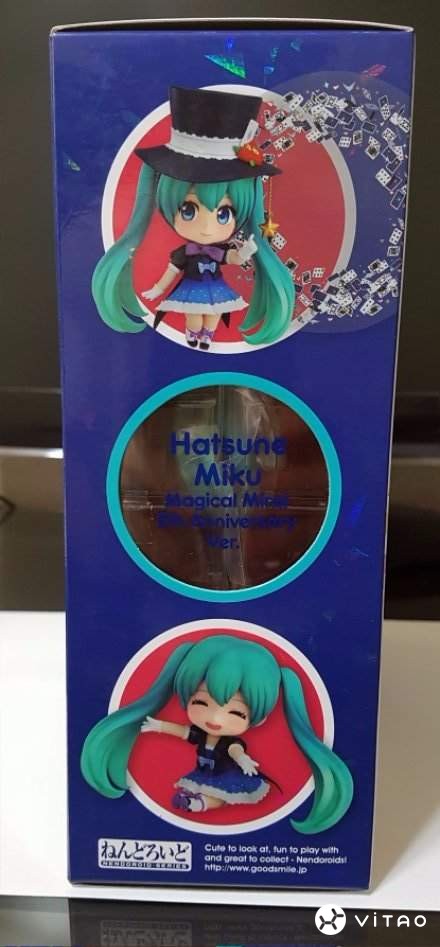 Hatsune
Miku
Magical Mirai
5th Anniversary
Ver.
ねんどろいど
NENDOROID SERIES
Cute to look at, fun to play with
and great to collect - Nendoroids!
http://www.goodsmile.jp
VITAO